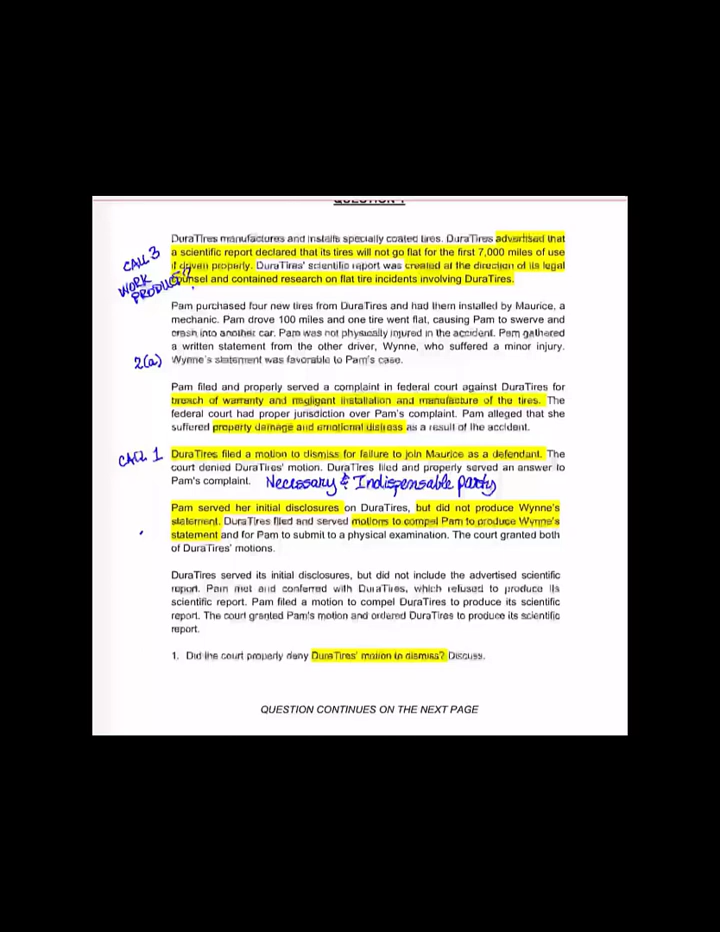 QUESTION 1
DuraTires manufactures and installs specially coated tires. DuraTires advertised that
a scientific report declared that its tires will not go flat for the first 7,000 miles of use
CALL 3
if driven properly. DuraTires' scientific report was created at the direction of its legal
WORK PRODUCT?
counsel and contained research on flat tire incidents involving DuraTires.
Pam purchased four new tires from DuraTires and had them installed by Maurice, a
mechanic. Pam drove 100 miles and one tire went flat, causing Pam to swerve and
crash into another car. Pam was not physically injured in the accident. Pam gathered
a written statement from the other driver, Wynne, who suffered a minor injury.
2(a) Wynne's statement was favorable to Pam's case.
Pam filed and properly served a complaint in federal court against DuraTires for
breach of warranty and negligent installation and manufacture of the tires. The
federal court had proper jurisdiction over Pam's complaint. Pam alleged that she
suffered property damage and emotional distress as a result of the accident.
CALL 1 DuraTires filed a motion to dismiss for failure to join Maurice as a defendant. The
court denied DuraTires' motion. DuraTires filed and properly served an answer to
Pam's complaint. Necessary & Indispensable party
Pam served her initial disclosures on DuraTires, but did not produce Wynne's
statement. DuraTires filed and served motions to compel Pam to produce Wynne's
statement and for Pam to submit to a physical examination. The court granted both
of DuraTires' motions.
DuraTires served its initial disclosures, but did not include the advertised scientific
report. Pam met and conferred with DuraTires, which refused to produce its
scientific report. Pam filed a motion to compel DuraTires to produce its scientific
report. The court granted Pam's motion and ordered DuraTires to produce its scientific
report.
1. Did the court properly deny DuraTires' motion to dismiss? Discuss.
QUESTION CONTINUES ON THE NEXT PAGE